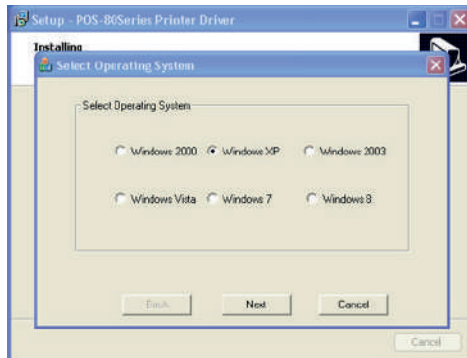 Setup - POS-80Series Printer Driver
Installing
Select Operating System
Select Operating System
Windows 2000 Windows XP Windows 2003
Windows Vista Windows 7 Windows 8
Back Next Cancel
Cancel